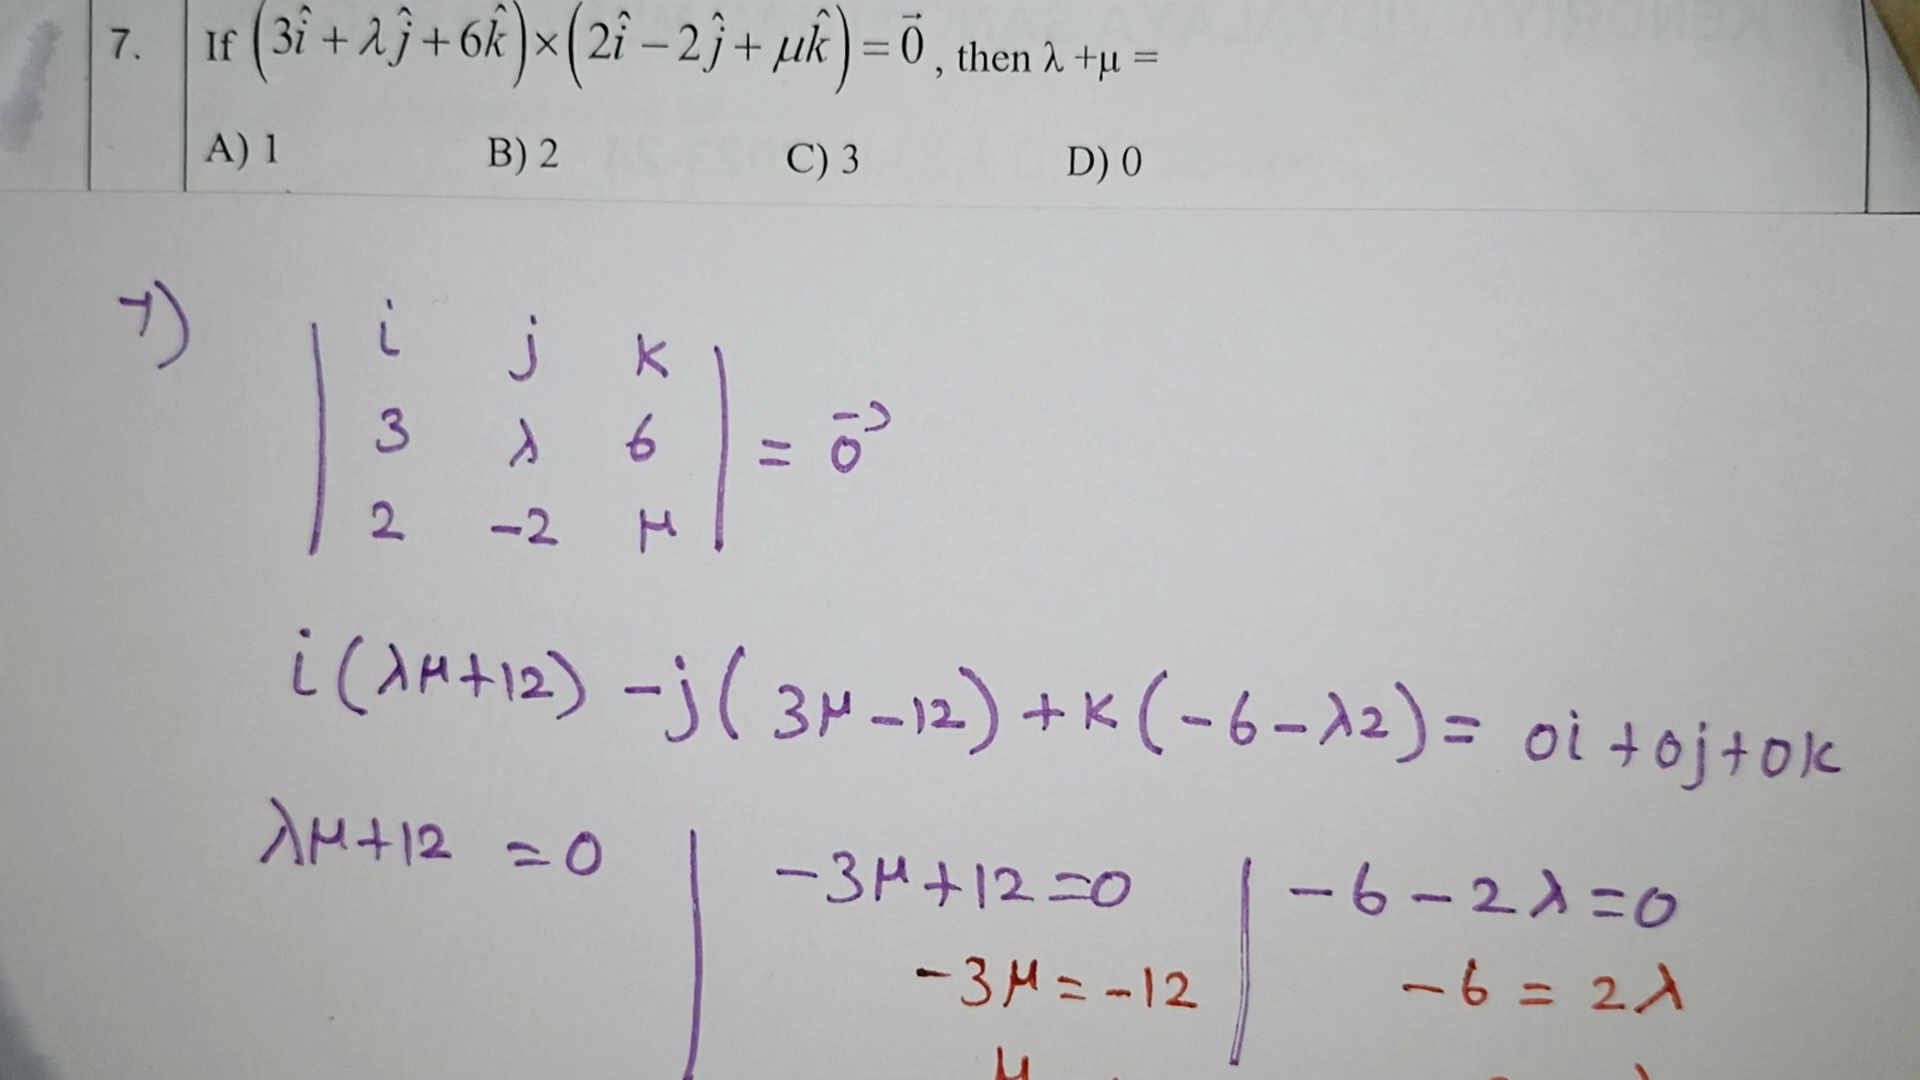 7. If (3î + λĵ + 6k̂) × (2î − 2ĵ + μk̂) = 0⃗ , then λ +μ =
A) 1 B) 2 C) 3 D) 0
7)
i j k
3 λ 6 = 0⃗
2 -2 μ
i(λμ+12) -j(3μ-12) +k(-6-λ2) = 0i+0j+0k
λμ+12 =0 -3μ+12=0 -6-2λ=0
-3μ=-12 -6 = 2λ